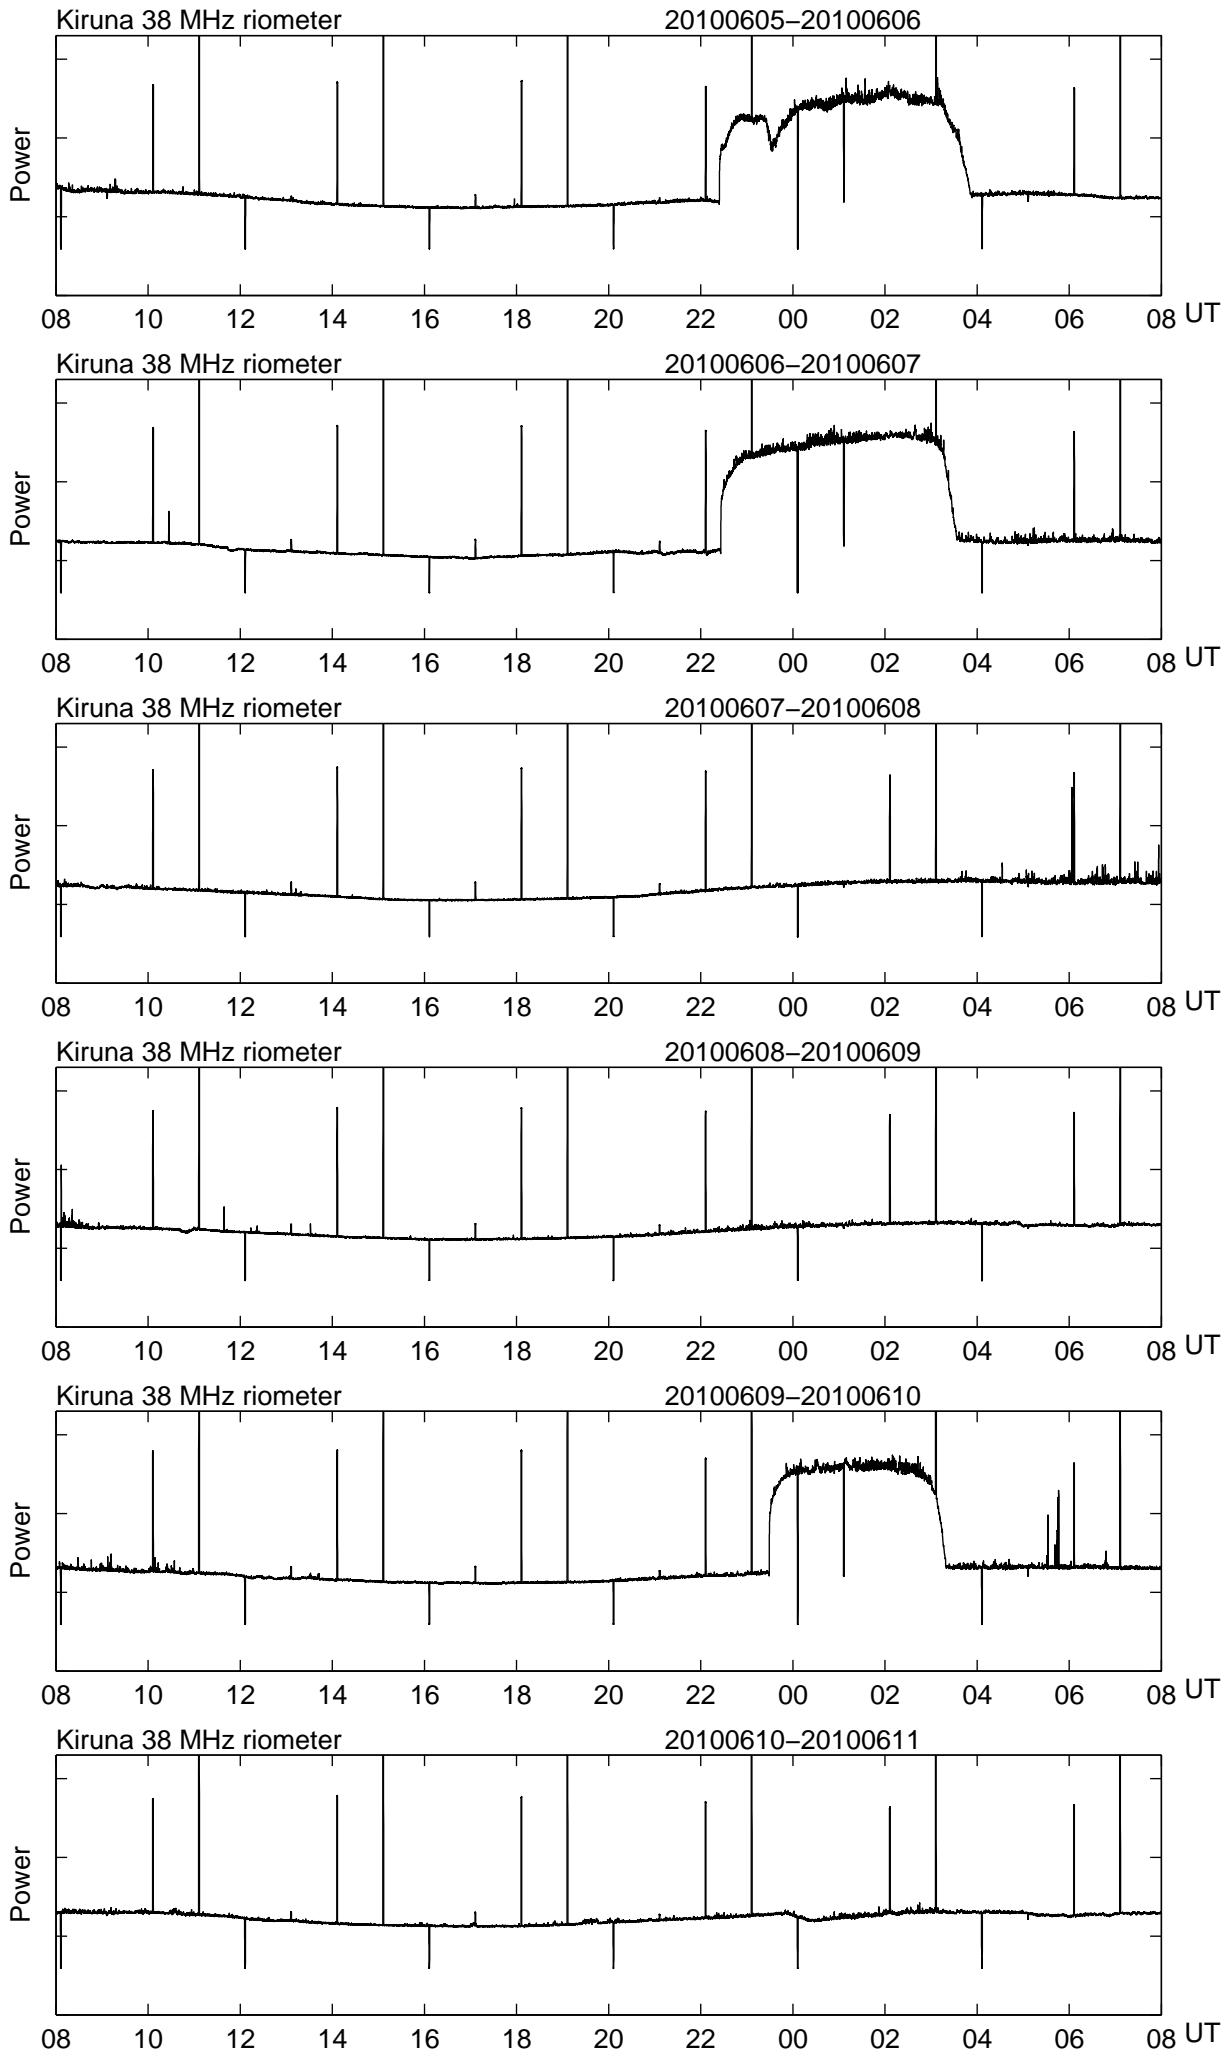 Kiruna 38 MHz riometer 20100605−20100606
Power
08 10 12 14 16 18 20 22 00 02 04 06 08 UT
Kiruna 38 MHz riometer 20100606−20100607
Power
08 10 12 14 16 18 20 22 00 02 04 06 08 UT
Kiruna 38 MHz riometer 20100607−20100608
Power
08 10 12 14 16 18 20 22 00 02 04 06 08 UT
Kiruna 38 MHz riometer 20100608−20100609
Power
08 10 12 14 16 18 20 22 00 02 04 06 08 UT
Kiruna 38 MHz riometer 20100609−20100610
Power
08 10 12 14 16 18 20 22 00 02 04 06 08 UT
Kiruna 38 MHz riometer 20100610−20100611
Power
08 10 12 14 16 18 20 22 00 02 04 06 08 UT